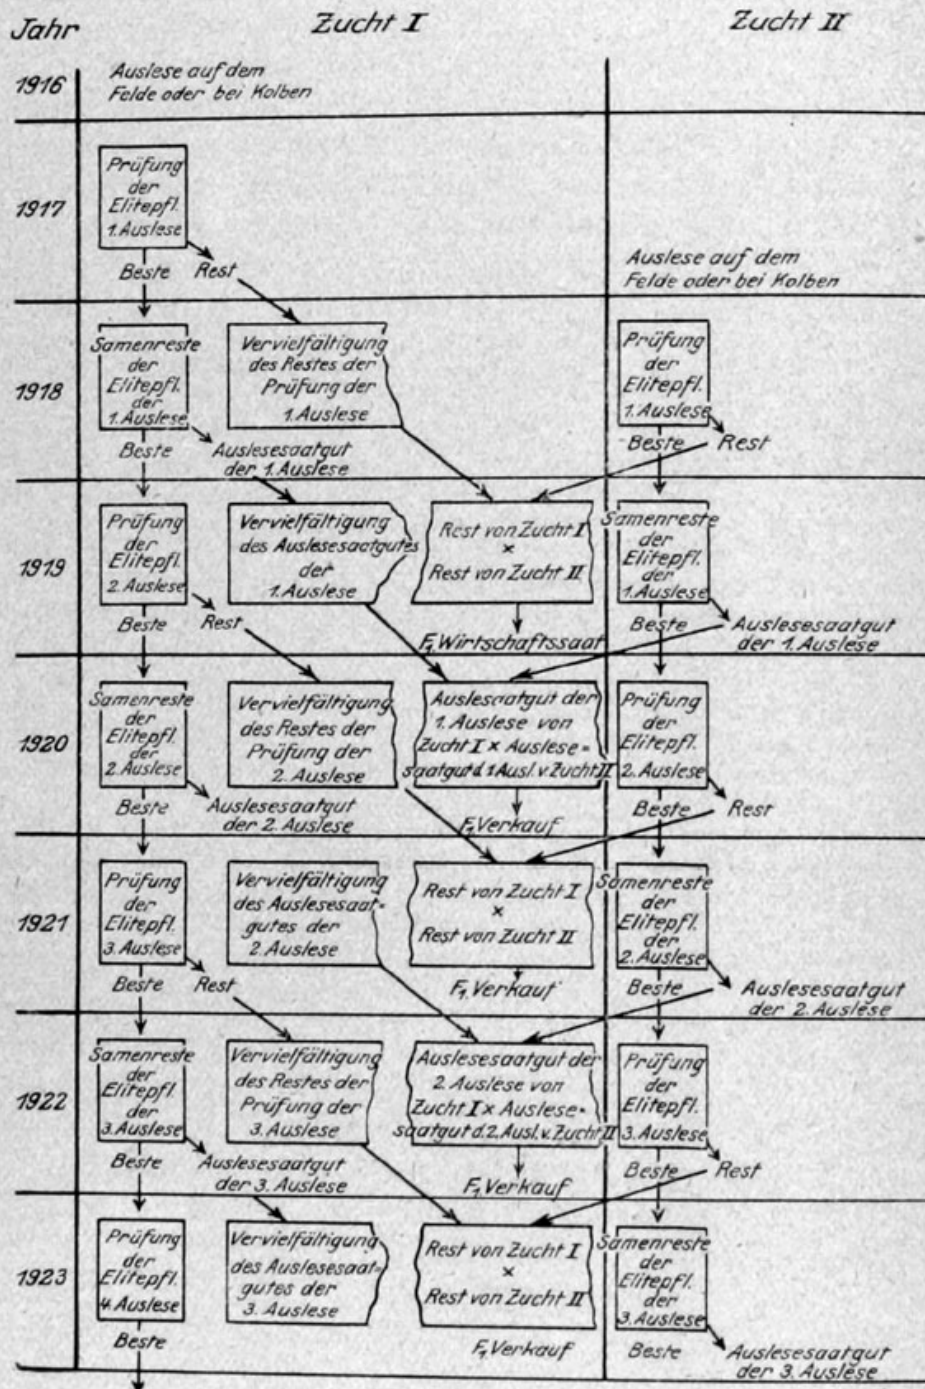 Jahr
Zucht I
Zucht II
1916
Auslese auf dem
Felde oder bei Kolben
1917
Prüfung
der
Elitepfl.
1. Auslese
Beste
Rest
Auslese auf dem
Felde oder bei Kolben
1918
Samenreste
der
Elitepfl.
der
1. Auslese
Vervielfältigung
des Restes der
Prüfung der
1. Auslese
Prüfung
der
Elitepfl.
1. Auslese
Beste
Auslesesaatgut
der 1. Auslese
Beste
Rest
1919
Prüfung
der
Elitepfl.
2. Auslese
Vervielfältigung
des Auslesesaatgutes
der
1. Auslese
Rest von Zucht I
×
Rest von Zucht II
Samenreste
der
Elitepfl.
der
1. Auslese
Beste
Rest
F₁ Wirtschaftssaat
Beste
Auslesesaatgut
der 1. Auslese
1920
Samenreste
der
Elitepfl.
der
2. Auslese
Vervielfältigung
des Restes der
Prüfung der
2. Auslese
Auslesaatgut der
1. Auslese von
Zucht I × Auslese=
saatgut d. 1. Ausl. v. Zucht II
Prüfung
der
Elitepfl.
2. Auslese
Beste
Auslesesaatgut
der 2. Auslese
F₁ Verkauf
Beste
Rest
1921
Prüfung
der
Elitepfl.
3. Auslese
Vervielfältigung
des Auslesesaat=
gutes der
2. Auslese
Rest von Zucht I
×
Rest von Zucht II
Samenreste
der
Elitepfl.
der
2. Auslese
Beste
Rest
F₁ Verkauf
Beste
Auslesesaatgut
der 2. Auslese
1922
Samenreste
der
Elitepfl.
der
3. Auslese
Vervielfältigung
des Restes der
Prüfung der
3. Auslese
Auslesesaatgut der
2. Auslese von
Zucht I × Auslese=
saatgut d. 2. Ausl. v. Zucht II
Prüfung
der
Elitepfl.
3. Auslese
Beste
Auslesesaatgut
der 3. Auslese
F₁ Verkauf
Beste
Rest
1923
Prüfung
der
Elitepfl.
4. Auslese
Vervielfältigung
des Auslesesaat=
gutes der
3. Auslese
Rest von Zucht I
×
Rest von Zucht II
Samenreste
der
Elitepfl.
der
3. Auslese
Beste
F₁ Verkauf
Beste
Auslesesaatgut
der 3. Auslese